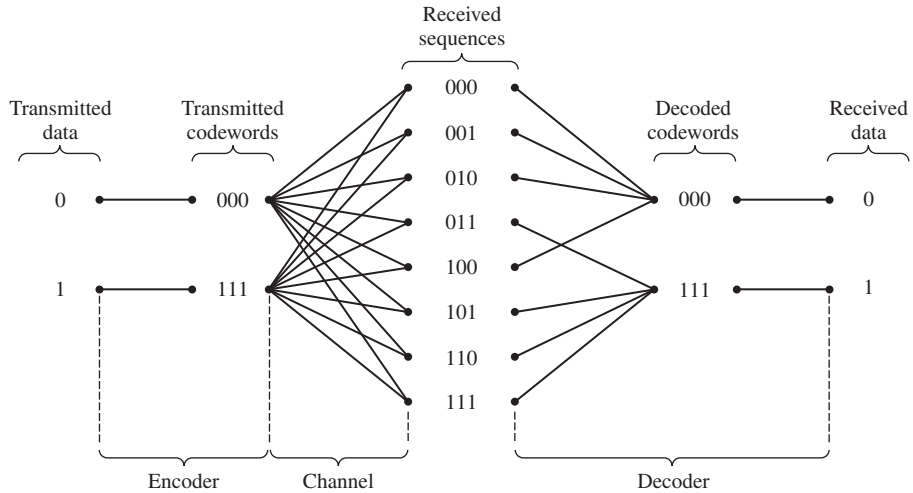 Received
sequences
Transmitted
data
Transmitted
codewords
Decoded
codewords
Received
data
000
001
010
011
100
101
110
111
0
000
000
0
1
111
111
1
Encoder
Channel
Decoder